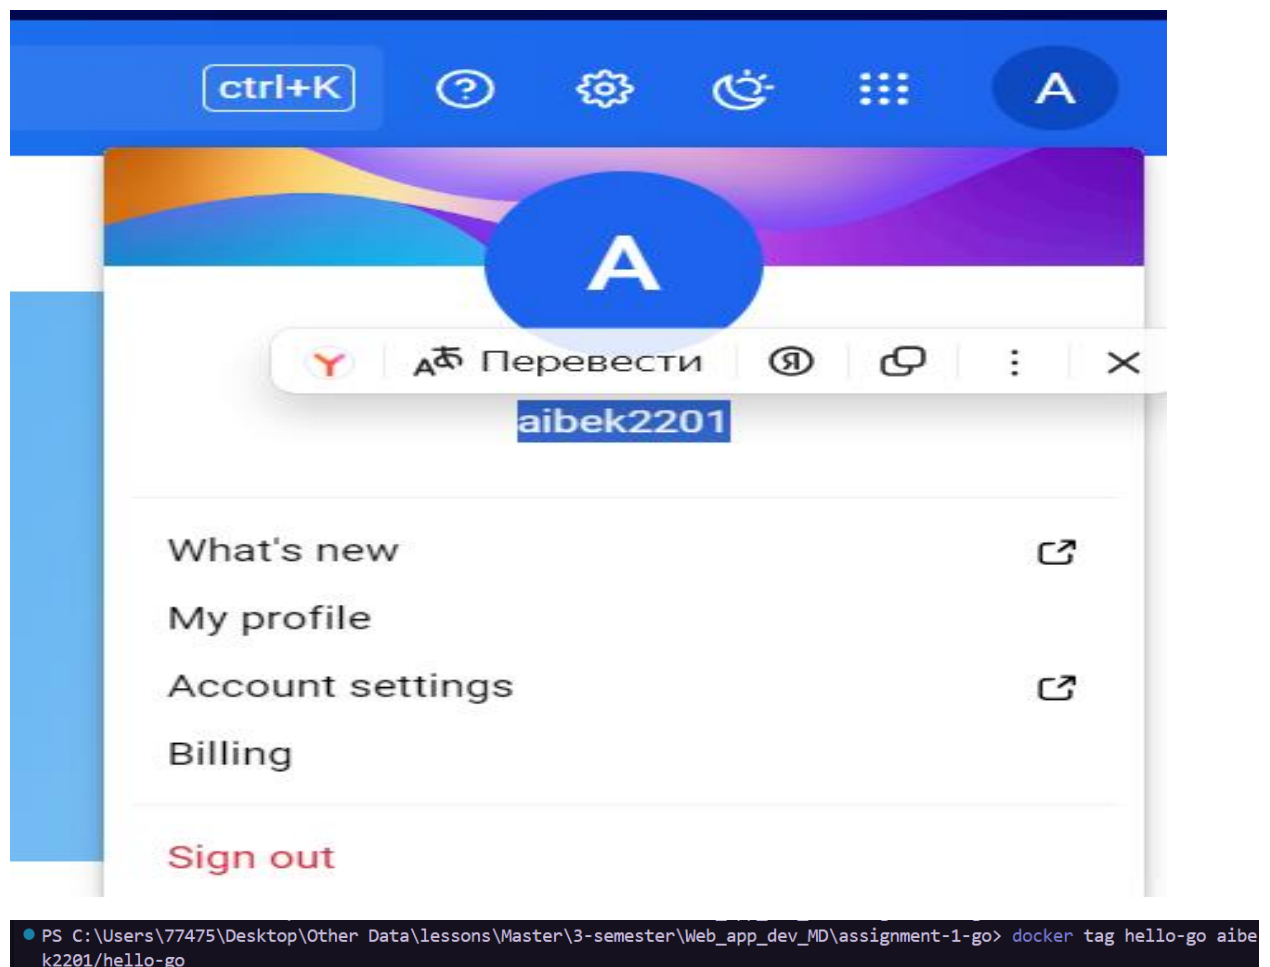 ctrl+K
A
A
Перевести
aibek2201
What's new
My profile
Account settings
Billing
Sign out
PS C:\Users\77475\Desktop\Other Data\lessons\Master\3-semester\Web_app_dev_MD\assignment-1-go> docker tag hello-go aibe
k2201/hello-go